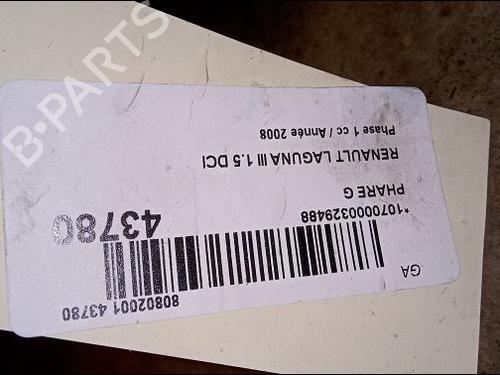 B-PARTS
GA
*1070000329488
PHARE G
RENAULT LAGUNA III 1.5 DCI
Phase 1 cc / Année 2008
43780
80802001 43780